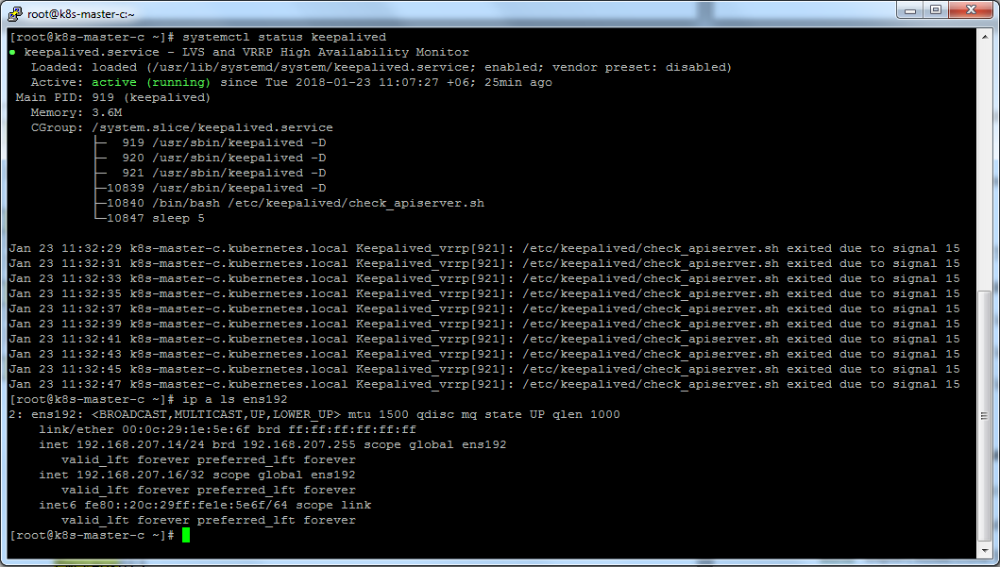 root@k8s-master-c:~
[root@k8s-master-c ~]# systemctl status keepalived
● keepalived.service - LVS and VRRP High Availability Monitor
   Loaded: loaded (/usr/lib/systemd/system/keepalived.service; enabled; vendor preset: disabled)
   Active: active (running) since Tue 2018-01-23 11:07:27 +06; 25min ago
 Main PID: 919 (keepalived)
   Memory: 3.6M
   CGroup: /system.slice/keepalived.service
           ├─  919 /usr/sbin/keepalived -D
           ├─  920 /usr/sbin/keepalived -D
           ├─  921 /usr/sbin/keepalived -D
           ├─10839 /usr/sbin/keepalived -D
           ├─10840 /bin/bash /etc/keepalived/check_apiserver.sh
           └─10847 sleep 5
Jan 23 11:32:29 k8s-master-c.kubernetes.local Keepalived_vrrp[921]: /etc/keepalived/check_apiserver.sh exited due to signal 15
Jan 23 11:32:31 k8s-master-c.kubernetes.local Keepalived_vrrp[921]: /etc/keepalived/check_apiserver.sh exited due to signal 15
Jan 23 11:32:33 k8s-master-c.kubernetes.local Keepalived_vrrp[921]: /etc/keepalived/check_apiserver.sh exited due to signal 15
Jan 23 11:32:35 k8s-master-c.kubernetes.local Keepalived_vrrp[921]: /etc/keepalived/check_apiserver.sh exited due to signal 15
Jan 23 11:32:37 k8s-master-c.kubernetes.local Keepalived_vrrp[921]: /etc/keepalived/check_apiserver.sh exited due to signal 15
Jan 23 11:32:39 k8s-master-c.kubernetes.local Keepalived_vrrp[921]: /etc/keepalived/check_apiserver.sh exited due to signal 15
Jan 23 11:32:41 k8s-master-c.kubernetes.local Keepalived_vrrp[921]: /etc/keepalived/check_apiserver.sh exited due to signal 15
Jan 23 11:32:43 k8s-master-c.kubernetes.local Keepalived_vrrp[921]: /etc/keepalived/check_apiserver.sh exited due to signal 15
Jan 23 11:32:45 k8s-master-c.kubernetes.local Keepalived_vrrp[921]: /etc/keepalived/check_apiserver.sh exited due to signal 15
Jan 23 11:32:47 k8s-master-c.kubernetes.local Keepalived_vrrp[921]: /etc/keepalived/check_apiserver.sh exited due to signal 15
[root@k8s-master-c ~]# ip a ls ens192
2: ens192: <BROADCAST,MULTICAST,UP,LOWER_UP> mtu 1500 qdisc mq state UP qlen 1000
    link/ether 00:0c:29:1e:5e:6f brd ff:ff:ff:ff:ff:ff
    inet 192.168.207.14/24 brd 192.168.207.255 scope global ens192
       valid_lft forever preferred_lft forever
    inet 192.168.207.16/32 scope global ens192
       valid_lft forever preferred_lft forever
    inet6 fe80::20c:29ff:fe1e:5e6f/64 scope link
       valid_lft forever preferred_lft forever
[root@k8s-master-c ~]#